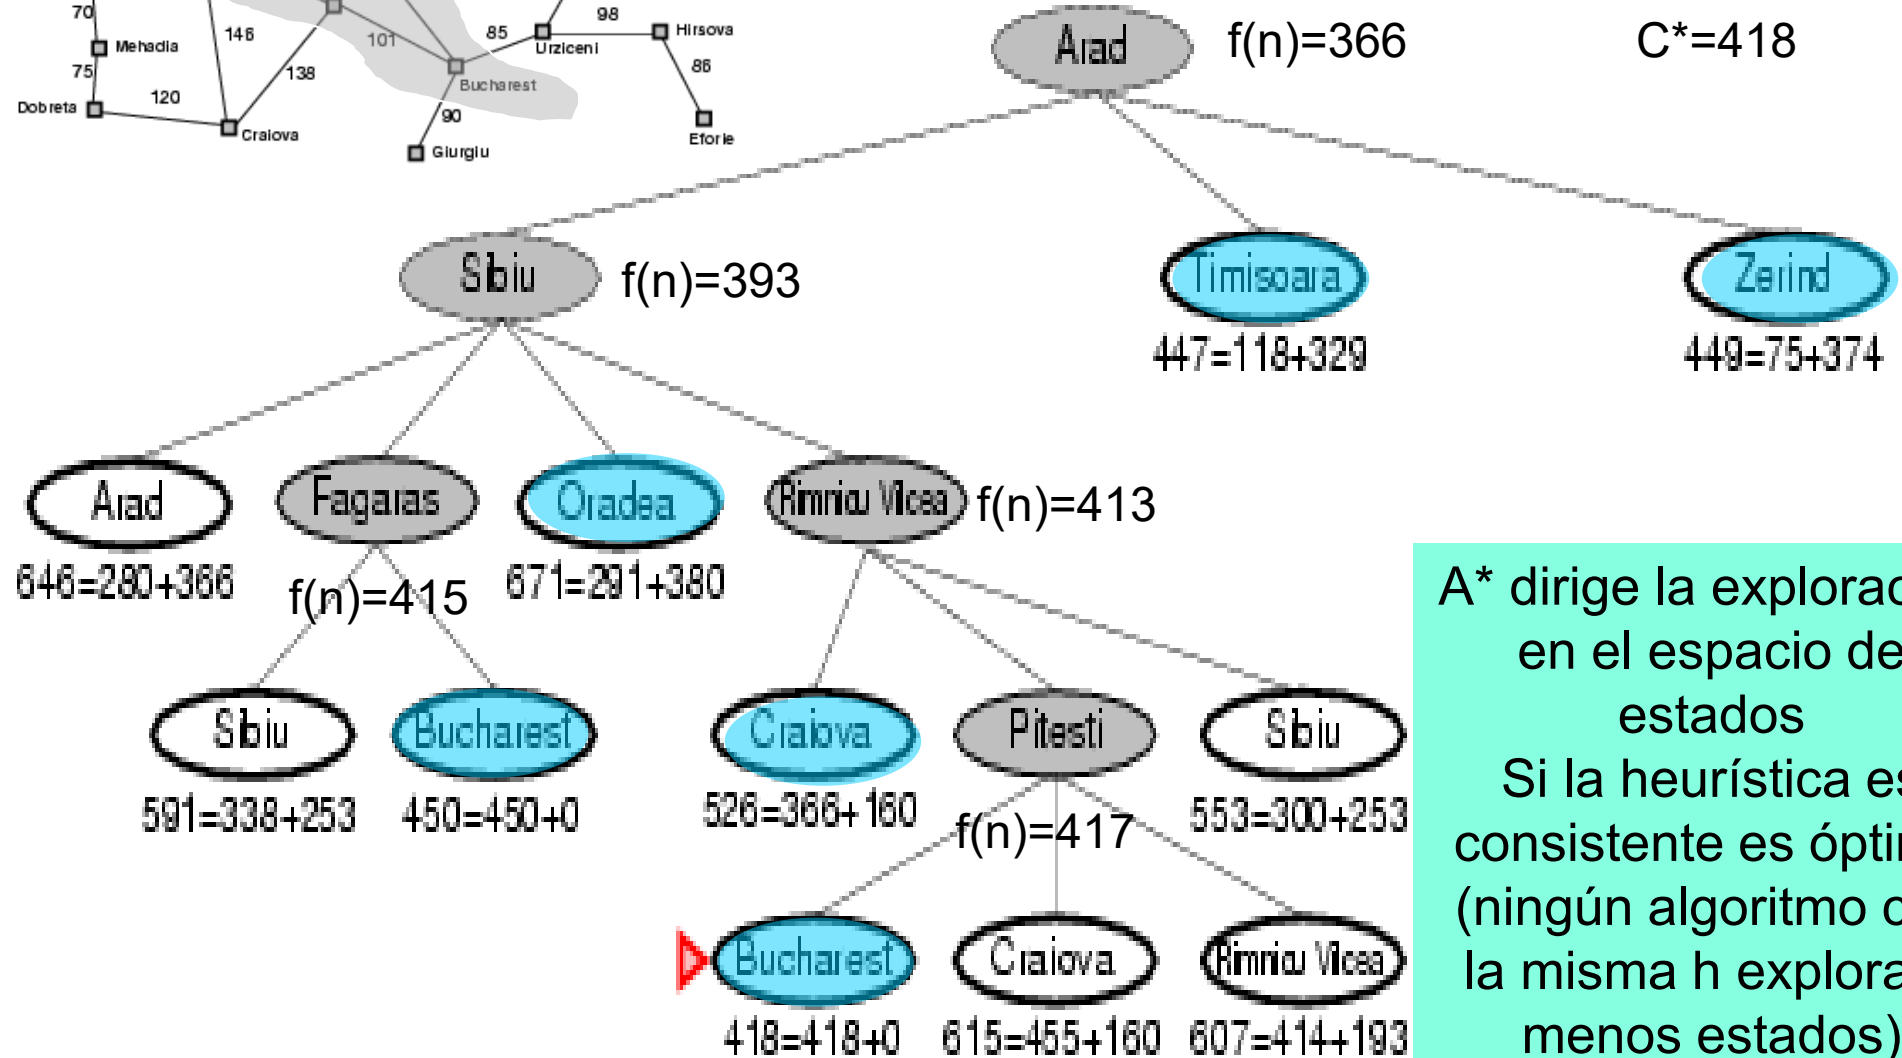 70
Mehadia
146
101
85
98
Hirsova
Urziceni
75
138
86
Bucharest
Dobreta
120
90
Craiova
Eforie
Giurgiu
Arad
f(n)=366
C*=418
Sibiu
f(n)=393
Timisoara
Zerind
447=118+329
449=75+374
Arad
Fagaras
Oradea
Rimnicu Vilcea
f(n)=413
646=280+366
f(n)=415
671=291+380
Sibiu
Bucharest
Craiova
Pitesti
Sibiu
591=338+253
450=450+0
526=366+160
f(n)=417
553=300+253
Bucharest
Craiova
Rimnicu Vilcea
418=418+0
615=455+160
607=414+193
A* dirige la
en el espacio de
estados
Si la heurística
consistente es
(ningún algoritmo
la misma h
menos estados)